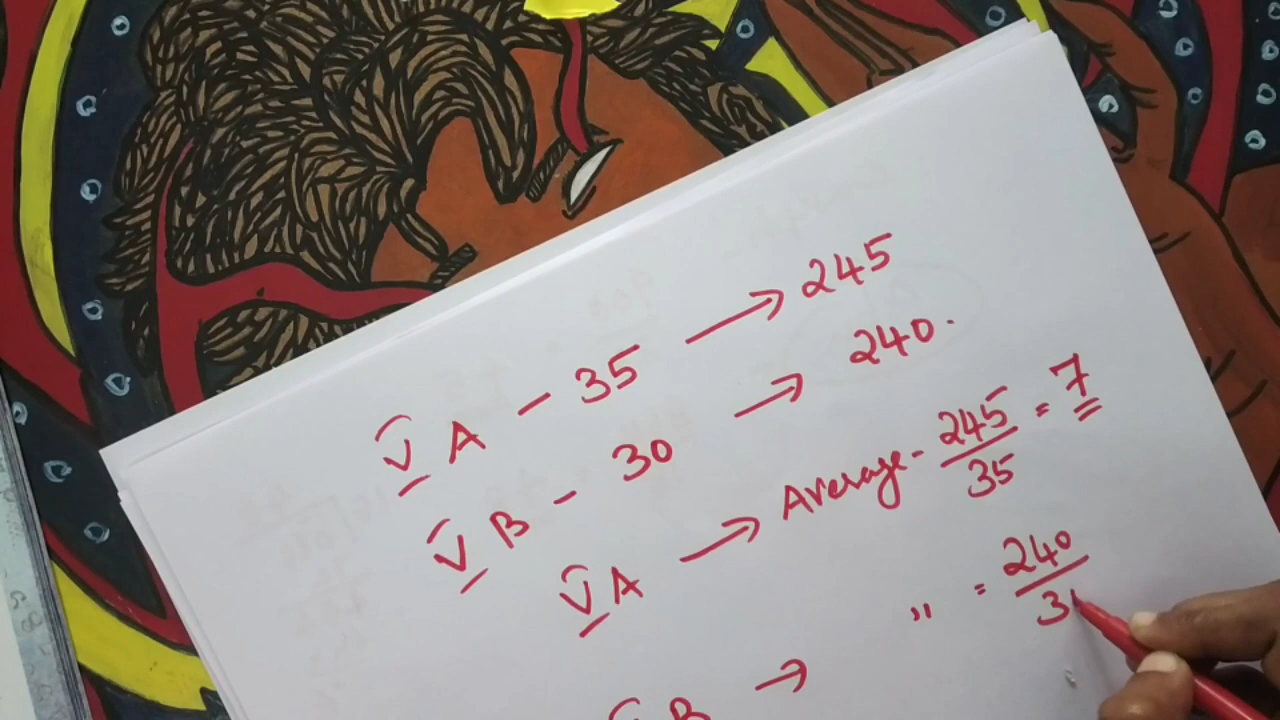 V A - 35 → 245
V B - 30 → 240.
V A → Average - 245/35 = 7
V B → " = 240/3